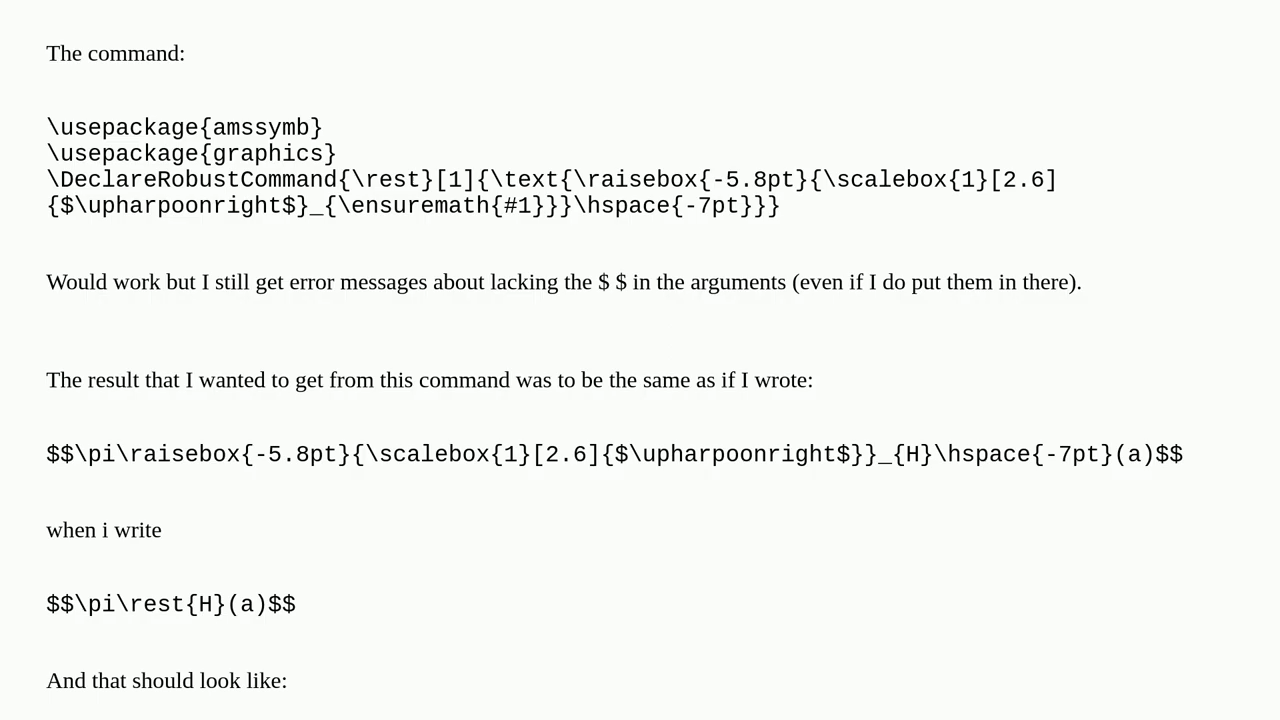 The command:
\usepackage{amssymb}
\usepackage{graphics}
\DeclareRobustCommand{\rest}[1]{\text{\raisebox{-5.8pt}{\scalebox{1}[2.6]
{$\upharpoonright$}_{\ensuremath{#1}}}\hspace{-7pt}}}
Would work but I still get error messages about lacking the $ $ in the arguments (even if I do put them in there).
The result that I wanted to get from this command was to be the same as if I wrote:
$$\pi\raisebox{-5.8pt}{\scalebox{1}[2.6]{$\upharpoonright$}}_{H}\hspace{-7pt}(a)$$
when i write
$$\pi\rest{H}(a)$$
And that should look like: